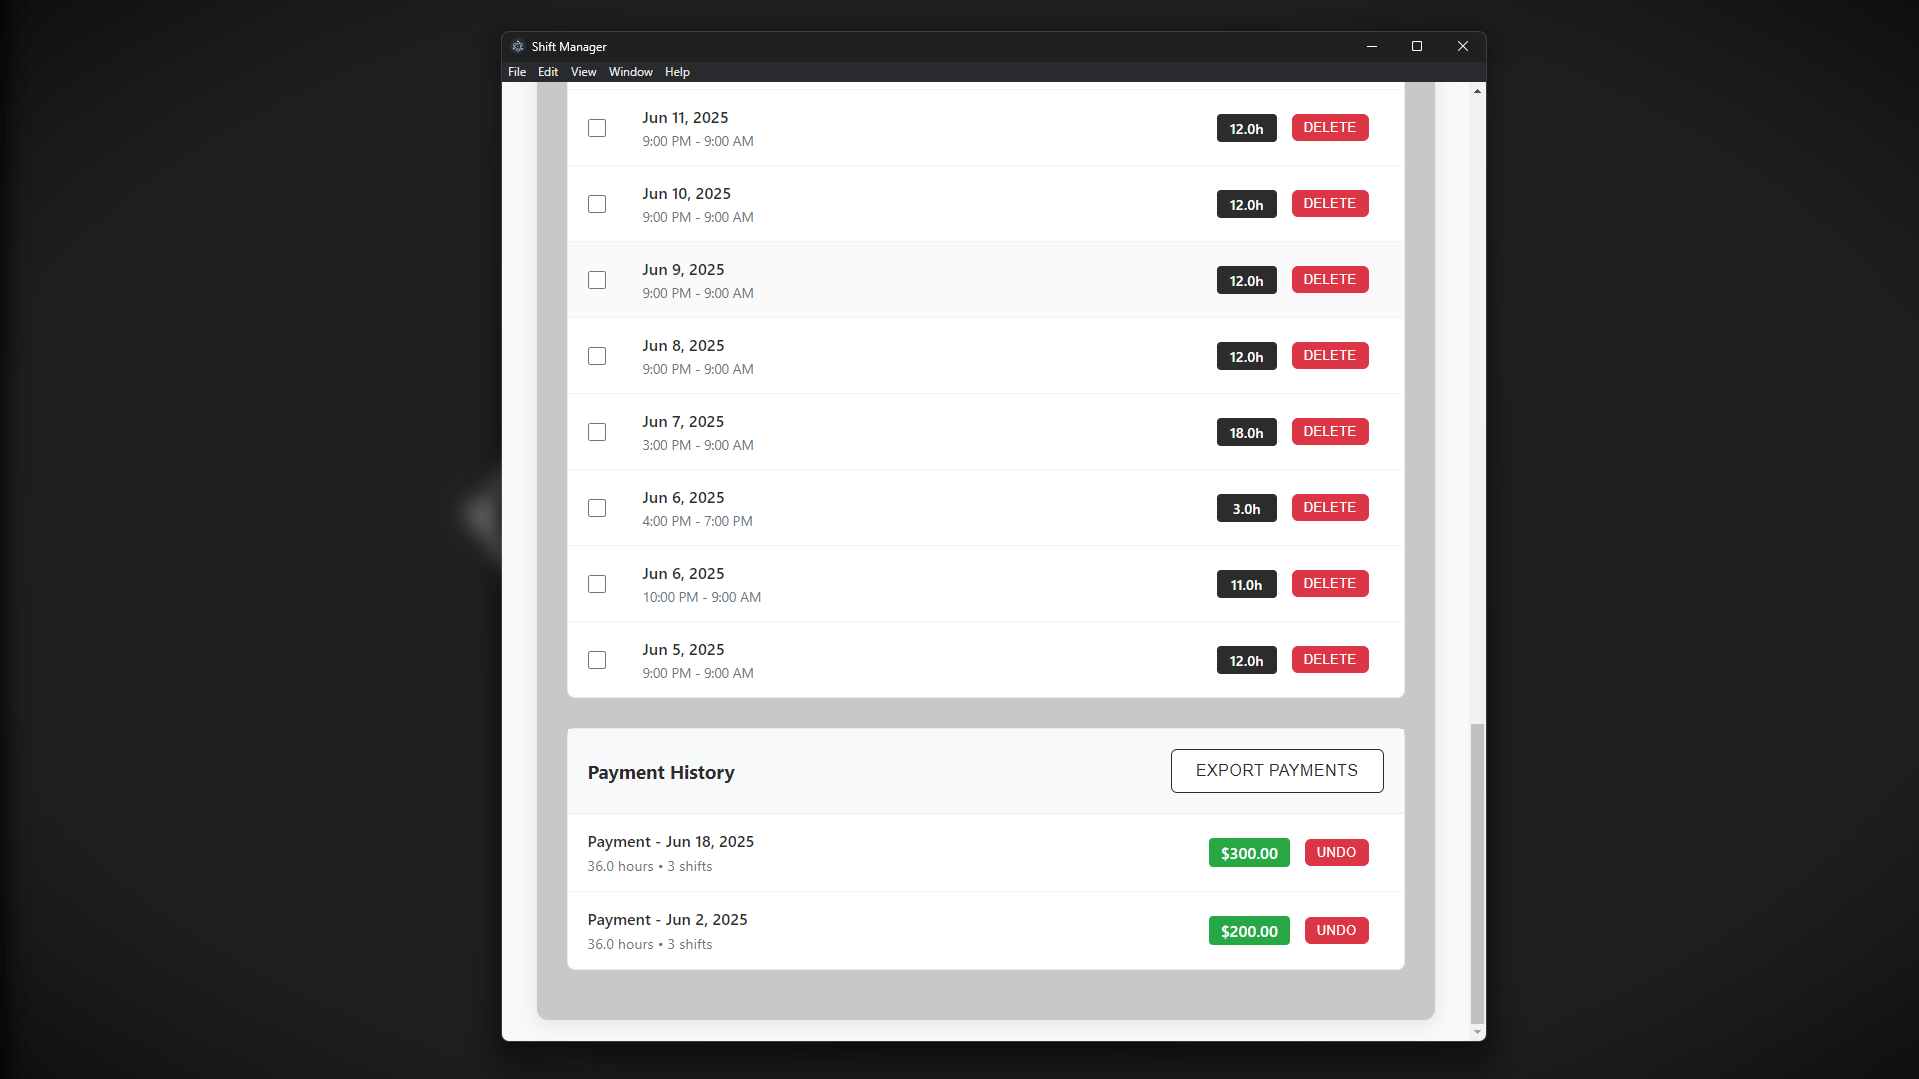 Shift Manager
File Edit View Window Help
Jun 11, 2025
9:00 PM - 9:00 AM
12.0h DELETE
Jun 10, 2025
9:00 PM - 9:00 AM
12.0h DELETE
Jun 9, 2025
9:00 PM - 9:00 AM
12.0h DELETE
Jun 8, 2025
9:00 PM - 9:00 AM
12.0h DELETE
Jun 7, 2025
3:00 PM - 9:00 AM
18.0h DELETE
Jun 6, 2025
4:00 PM - 7:00 PM
3.0h DELETE
Jun 6, 2025
10:00 PM - 9:00 AM
11.0h DELETE
Jun 5, 2025
9:00 PM - 9:00 AM
12.0h DELETE
Payment History
EXPORT PAYMENTS
Payment - Jun 18, 2025
36.0 hours • 3 shifts
$300.00 UNDO
Payment - Jun 2, 2025
36.0 hours • 3 shifts
$200.00 UNDO